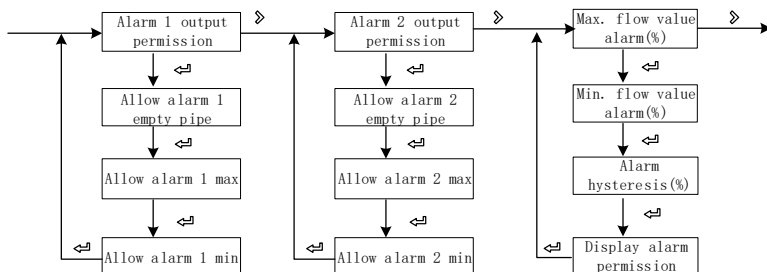 Alarm 1 output
permission
Allow alarm 1
empty pipe
Allow alarm 1 max
Allow alarm 1 min
Alarm 2 output
permission
Allow alarm 2
empty pipe
Allow alarm 2 max
Allow alarm 2 min
Max. flow value
alarm(%)
Min. flow value
alarm(%)
Alarm
hysteresis(%)
Display alarm
permission